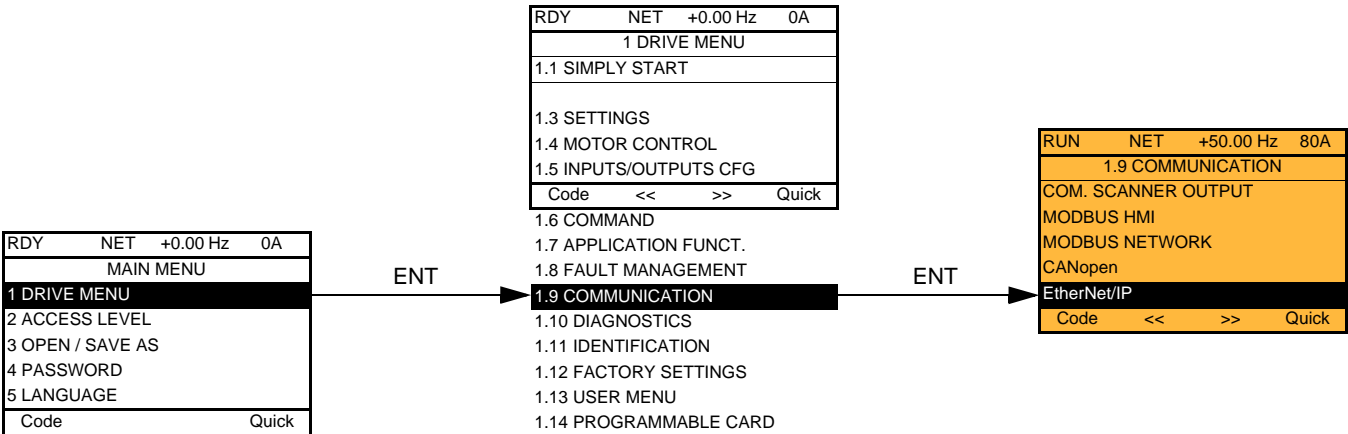 RDY NET +0.00 Hz 0A
MAIN MENU
1 DRIVE MENU
2 ACCESS LEVEL
3 OPEN / SAVE AS
4 PASSWORD
5 LANGUAGE
Code Quick
ENT
RDY NET +0.00 Hz 0A
1 DRIVE MENU
1.1 SIMPLY START
1.3 SETTINGS
1.4 MOTOR CONTROL
1.5 INPUTS/OUTPUTS CFG
Code << >> Quick
1.6 COMMAND
1.7 APPLICATION FUNCT.
1.8 FAULT MANAGEMENT
1.9 COMMUNICATION
1.10 DIAGNOSTICS
1.11 IDENTIFICATION
1.12 FACTORY SETTINGS
1.13 USER MENU
1.14 PROGRAMMABLE CARD
ENT
RUN NET +50.00 Hz 80A
1.9 COMMUNICATION
COM. SCANNER OUTPUT
MODBUS HMI
MODBUS NETWORK
CANopen
EtherNet/IP
Code << >> Quick